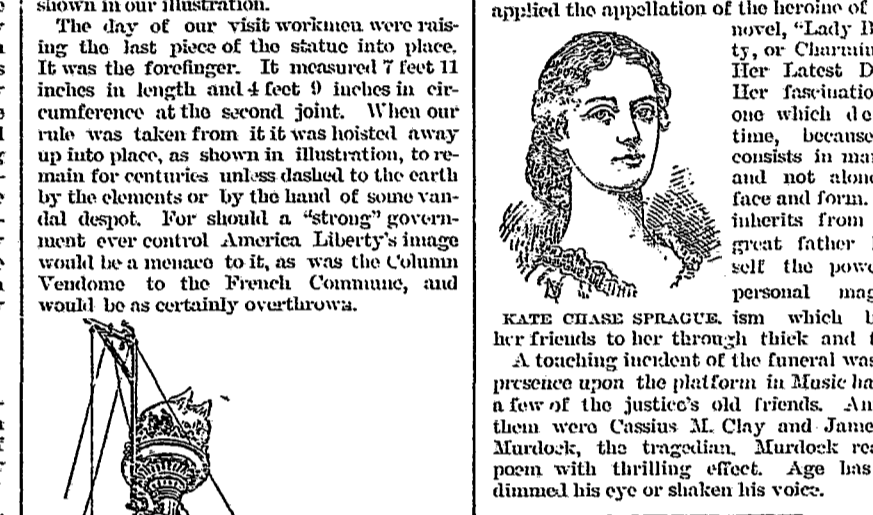 shown in our illustration.
The day of our visit workmen were rais-
ing the last piece of the statue into place.
It was the forefinger. It measured 7 feet 11
inches in length and 4 feet 9 inches in cir-
cumference at the second joint. When our
rule was taken from it it was hoisted away
up into place, as shown in illustration, to re-
main for centuries unless dashed to the earth
by the elements or by the hand of some van-
dal despot. For should a "strong" govern-
ment ever control America Liberty's image
would be a menace to it, as was the Column
Vendome to the French Commune, and
would be as certainly overthrown.
applied the appellation of the heroine of
novel, "Lady B
ty, or Charmin
Her Latest D
Her fascinatio
one which de
time, because
consists in ma
and not alon
face and form.
inherits from
great father
self the powe
personal mag
KATE CHASE SPRAGUE. ism which
her friends to her through thick and
A touching incident of the funeral was
presence upon the platform in Music ha
a few of the justice's old friends. An
them were Cassius M. Clay and Jame
Murdock, the tragedian. Murdock re
poem with thrilling effect. Age has
dimmed his eye or shaken his voice.